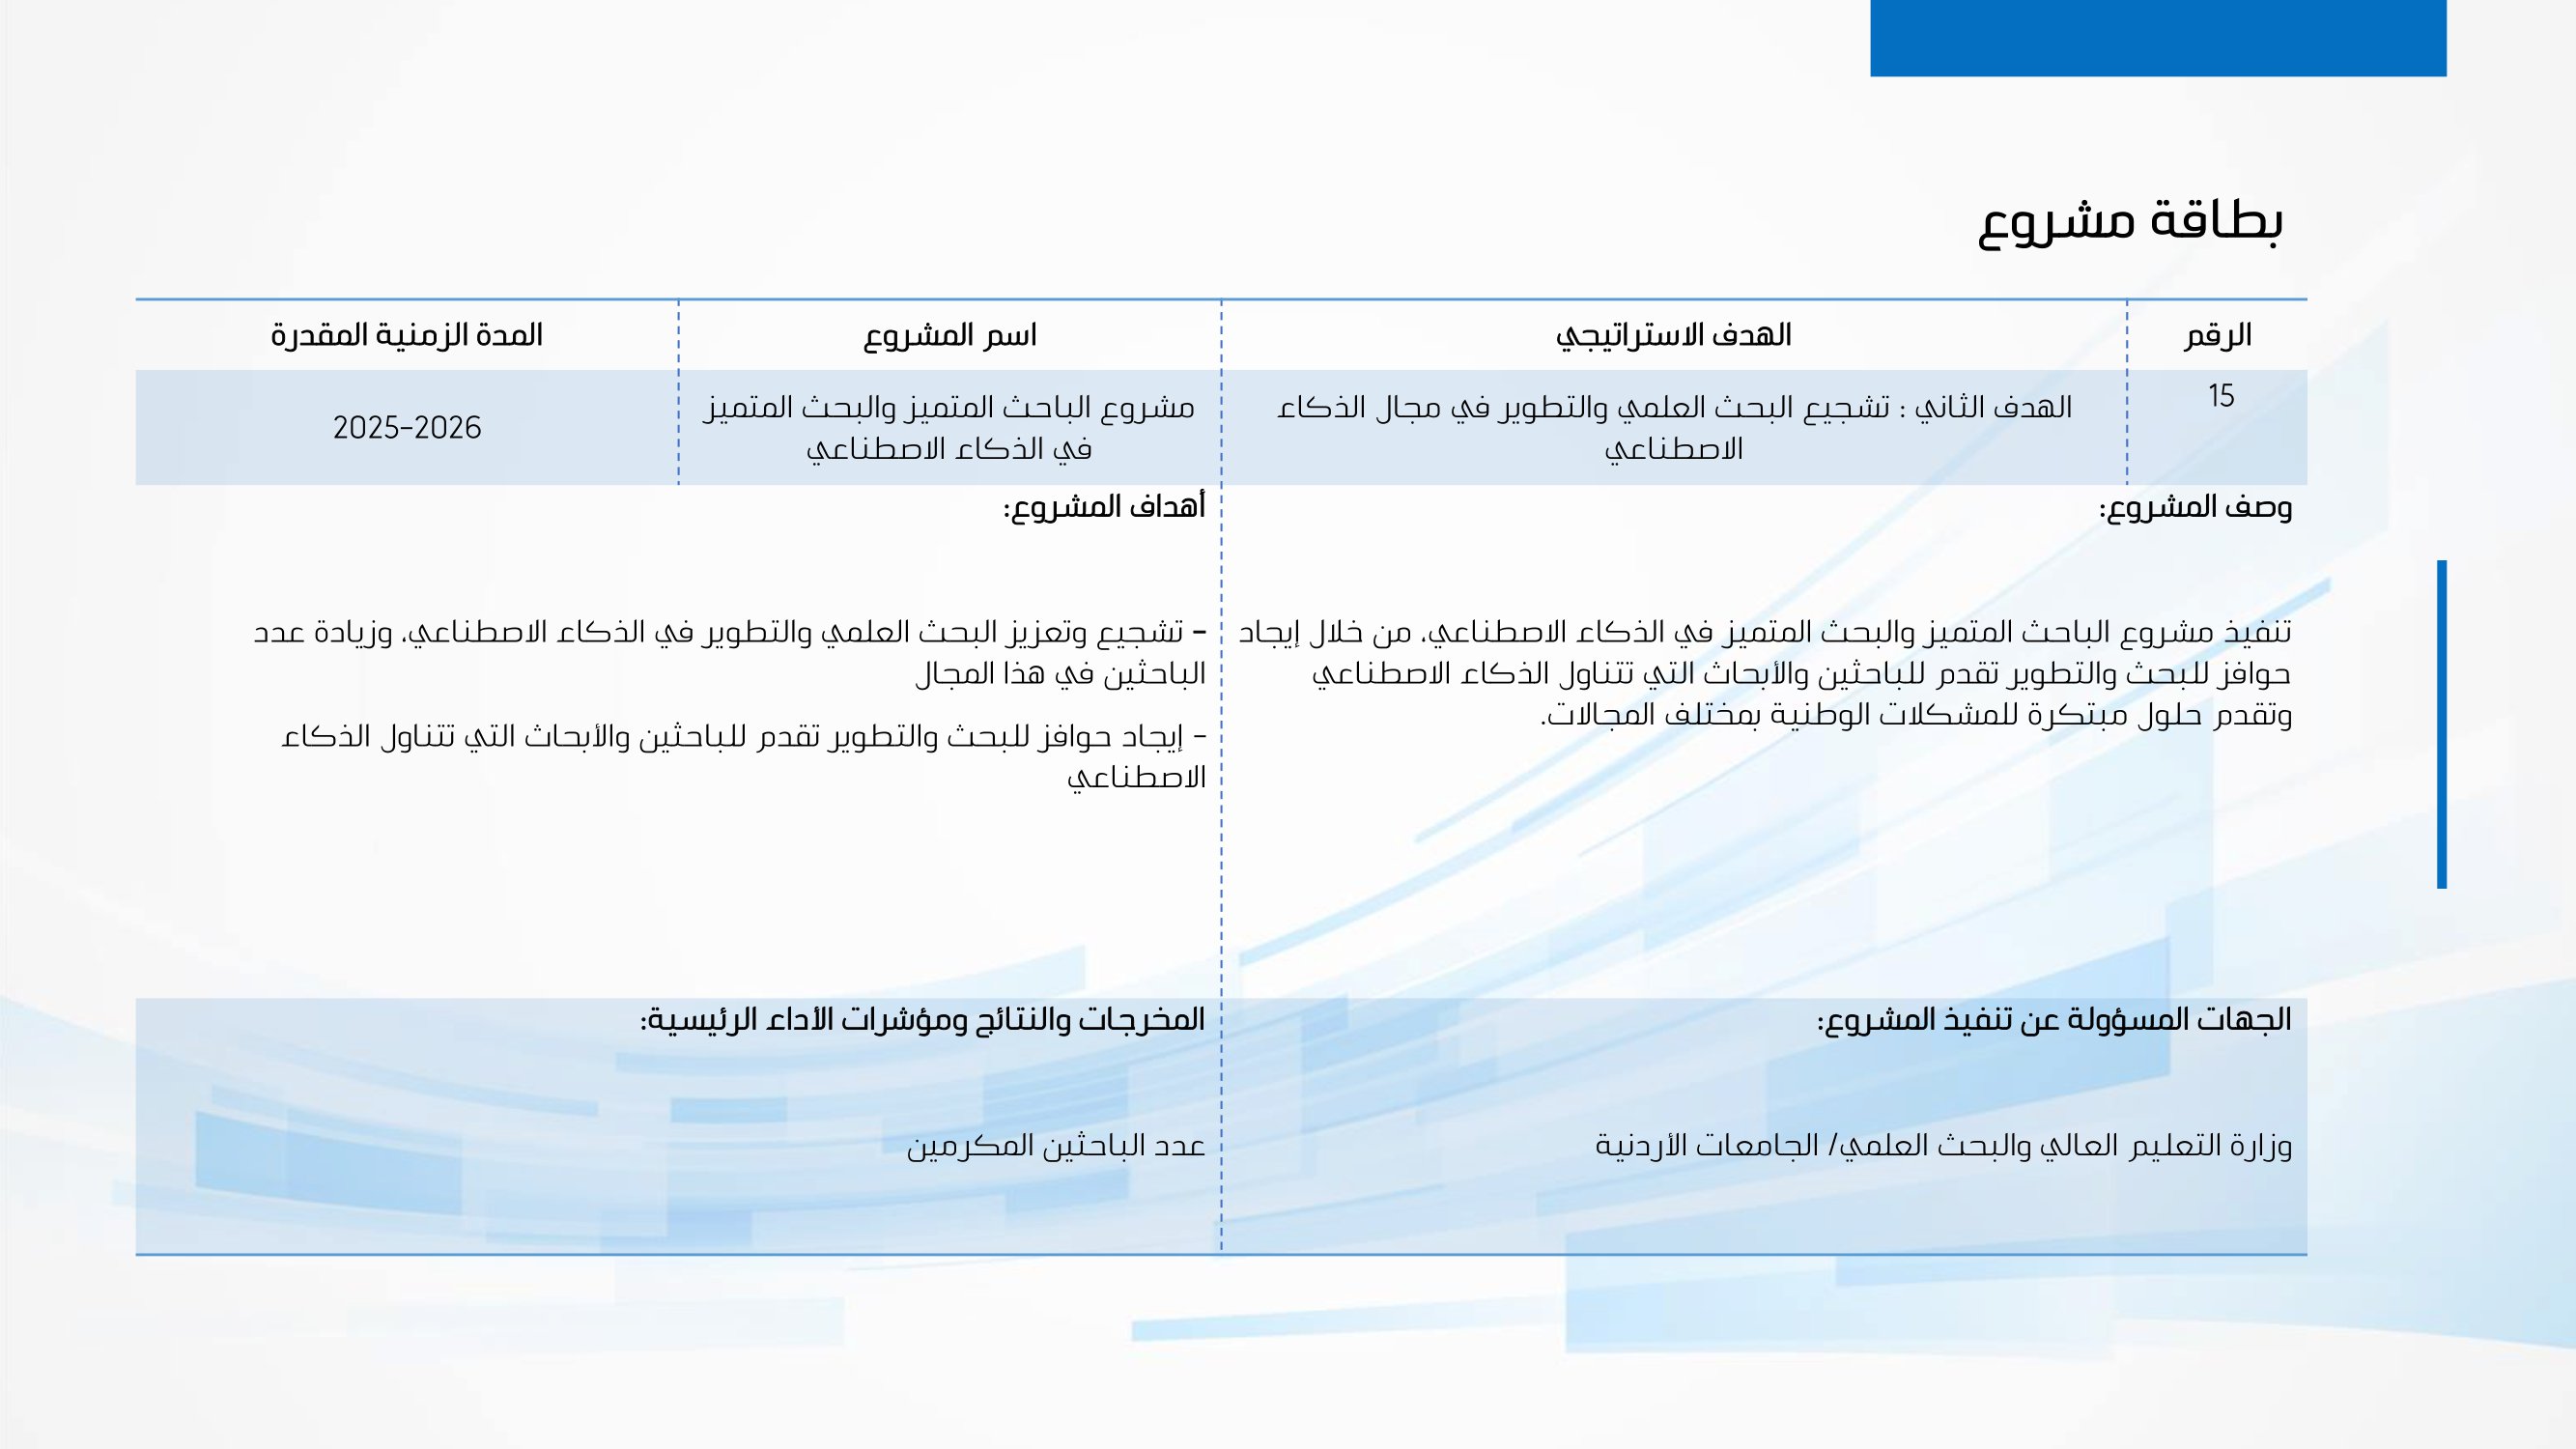 بطاقة مشروع
الرقم
الهدف الاستراتيجي
اسم المشروع
المدة الزمنية المقدرة
15
الهدف الثاني : تشجيع البحث العلمي والتطوير في مجال الذكاء
الاصطناعي
مشروع الباحث المتميز والبحث المتميز
في الذكاء الاصطناعي
2025-2026
وصف المشروع:
تنفيذ مشروع الباحث المتميز والبحث المتميز في الذكاء الاصطناعي، من خلال إيجاد
حوافز للبحث والتطوير تقدم للباحثين والأبحاث التي تتناول الذكاء الاصطناعي
وتقدم حلول مبتكرة للمشكلات الوطنية بمختلف المجالات.
أهداف المشروع:
- تشجيع وتعزيز البحث العلمي والتطوير في الذكاء الاصطناعي، وزيادة عدد
الباحثين في هذا المجال
- إيجاد حوافز للبحث والتطوير تقدم للباحثين والأبحاث التي تتناول الذكاء
الاصطناعي
الجهات المسؤولة عن تنفيذ المشروع:
وزارة التعليم العالي والبحث العلمي/ الجامعات الأردنية
المخرجات والنتائج ومؤشرات الأداء الرئيسية:
عدد الباحثين المكرمين